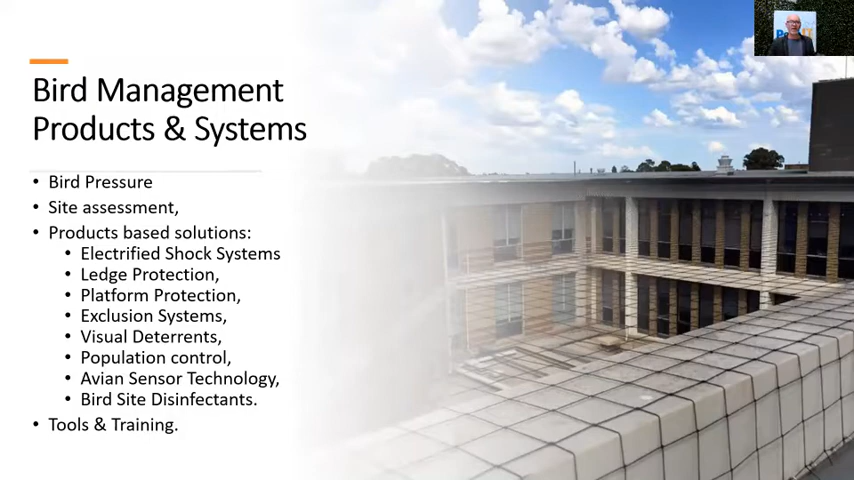 Bird Management
Products & Systems
• Bird Pressure
• Site assessment,
• Products based solutions:
• Electrified Shock Systems
• Ledge Protection,
• Platform Protection,
• Exclusion Systems,
• Visual Deterrents,
• Population control,
• Avian Sensor Technology,
• Bird Site Disinfectants.
• Tools & Training.